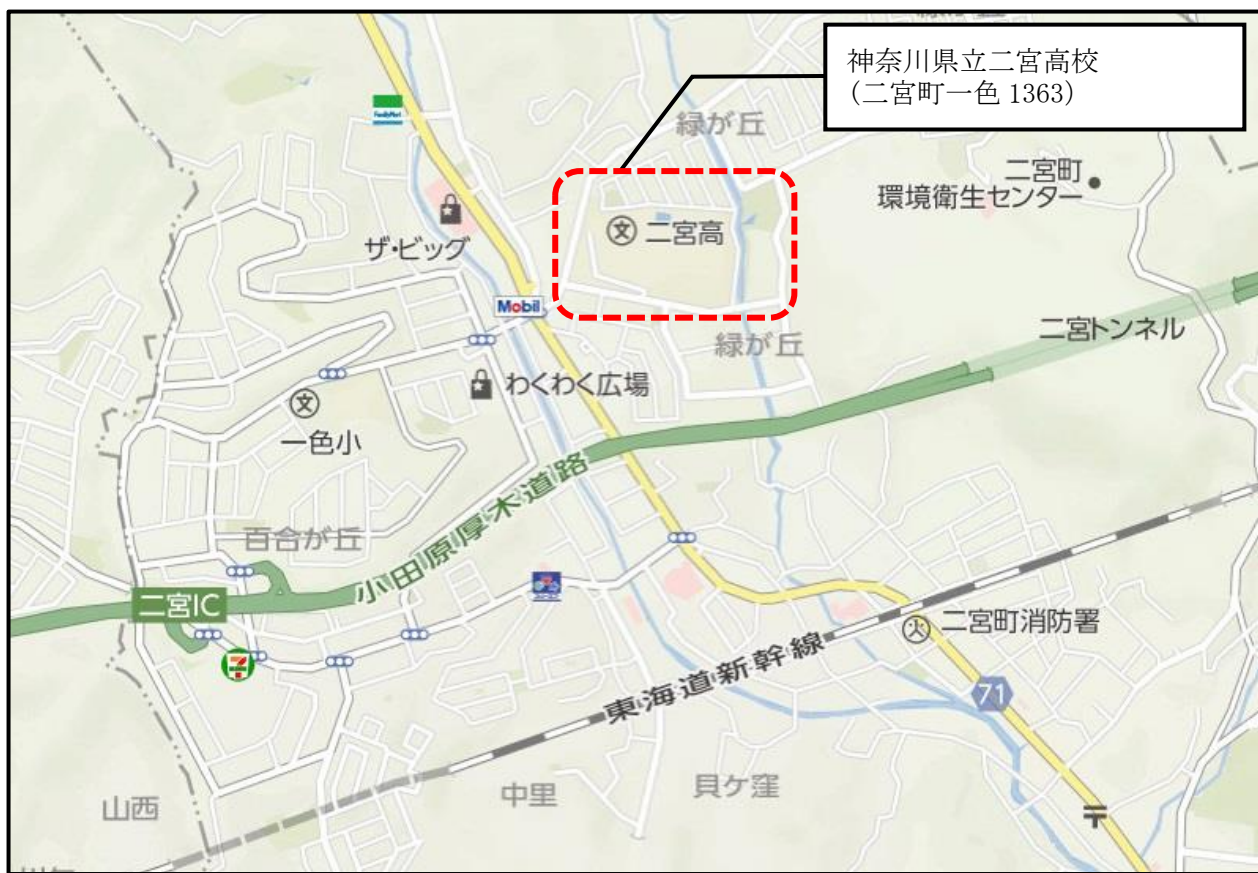 神奈川県立二宮高校
(二宮町一色 1363)
緑が丘
FamilyMart
二宮町
環境衛生センター
二宮高
ザ・ビッグ
Mobil
二宮トンネル
緑が丘
わくわく広場
一色小
小田原厚木道路
百合が丘
二宮IC
二宮町消防署
東海道新幹線
71
中里
貝ケ窪
山西